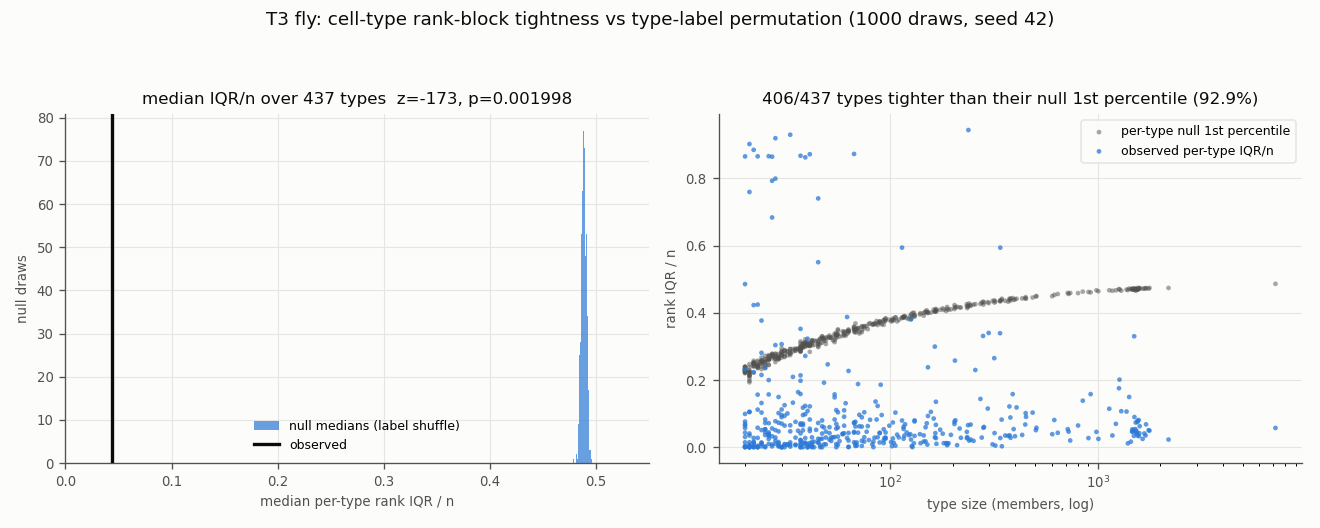 T3 fly: cell-type rank-block tightness vs type-label permutation (1000 draws, seed 42)
median IQR/n over 437 types  z=-173, p=0.001998
80
70
60
50
40
30
20
10
0
null draws
null medians (label shuffle)
observed
0.0 0.1 0.2 0.3 0.4 0.5
median per-type rank IQR / n
406/437 types tighter than their null 1st percentile (92.9%)
per-type null 1st percentile
observed per-type IQR/n
0.8
0.6
0.4
0.2
0.0
rank IQR / n
10² 10³
type size (members, log)